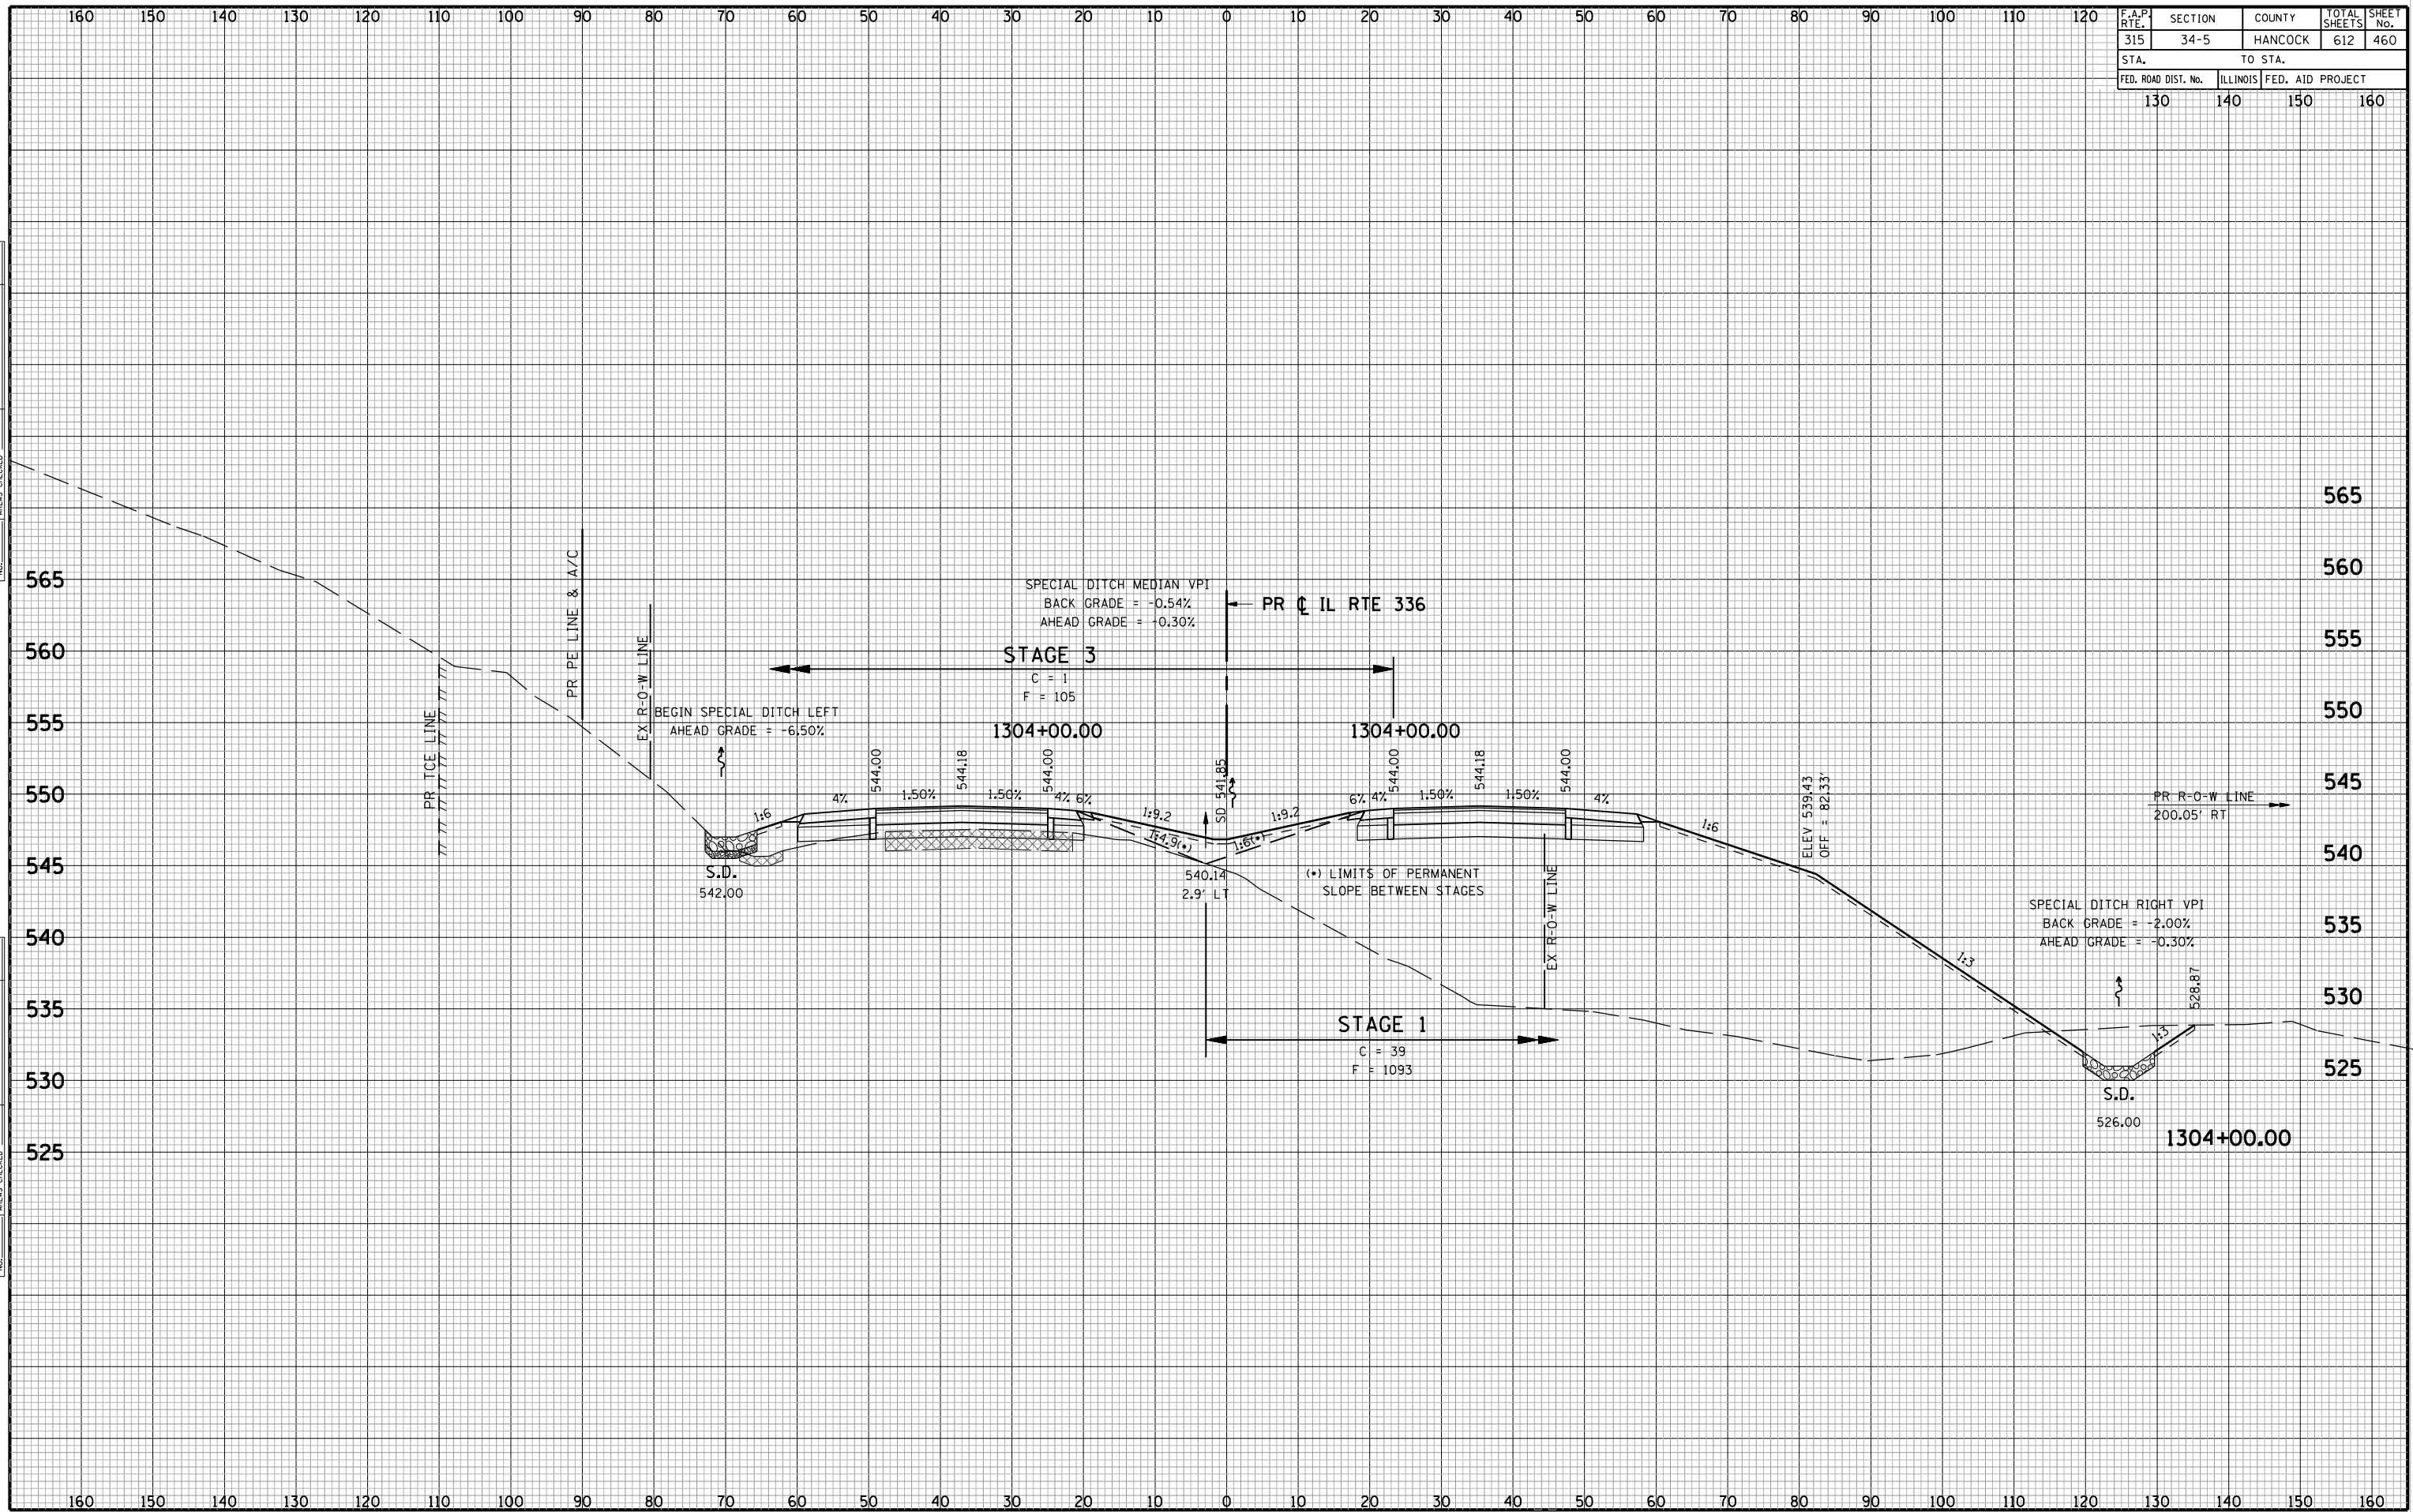 160 150 140 130 120 110 100 90 80 70 60 50 40 30 20 10 0 10 20 30 40 50 60 70 80 90 100 110 120
F.A.P. RTE. SECTION COUNTY TOTAL SHEETS SHEET No.
315 34-5 HANCOCK 612 460
STA. TO STA.
FED. ROAD DIST. No. ILLINOIS FED. AID PROJECT
130 140 150 160
565
565
560
SPECIAL DITCH MEDIAN VPI
BACK GRADE = -0.54%
AHEAD GRADE = -0.30%
PR ℄ IL RTE 336
PR PE LINE & A/C
EX R-O-W LINE
PR TCE LINE
560
555
STAGE 3
C = 1
F = 105
555
550
BEGIN SPECIAL DITCH LEFT
AHEAD GRADE = -6.50%
1304+00.00
1304+00.00
544.00
544.18
544.00
SD 541.85
544.00
544.18
544.00
550
545
4% 1.50% 1.50% 4% 6%
6% 4% 1.50% 1.50% 4%
1:6
1:9.2
1:9.2
1:6
1:4.9(*)
1:6(*)
ELEV 539.43
OFF = 82.33'
PR R-O-W LINE
200.05' RT
545
540
S.D.
542.00
540.14
2.9' LT
(*) LIMITS OF PERMANENT
SLOPE BETWEEN STAGES
EX R-O-W LINE
SPECIAL DITCH RIGHT VPI
BACK GRADE = -2.00%
AHEAD GRADE = -0.30%
540
535
1:3
528.87
535
530
STAGE 1
C = 39
F = 1093
1:3
530
525
S.D.
526.00
1304+00.00
525
160 150 140 130 120 110 100 90 80 70 60 50 40 30 20 10 0 10 20 30 40 50 60 70 80 90 100 110 120 130 140 150 160